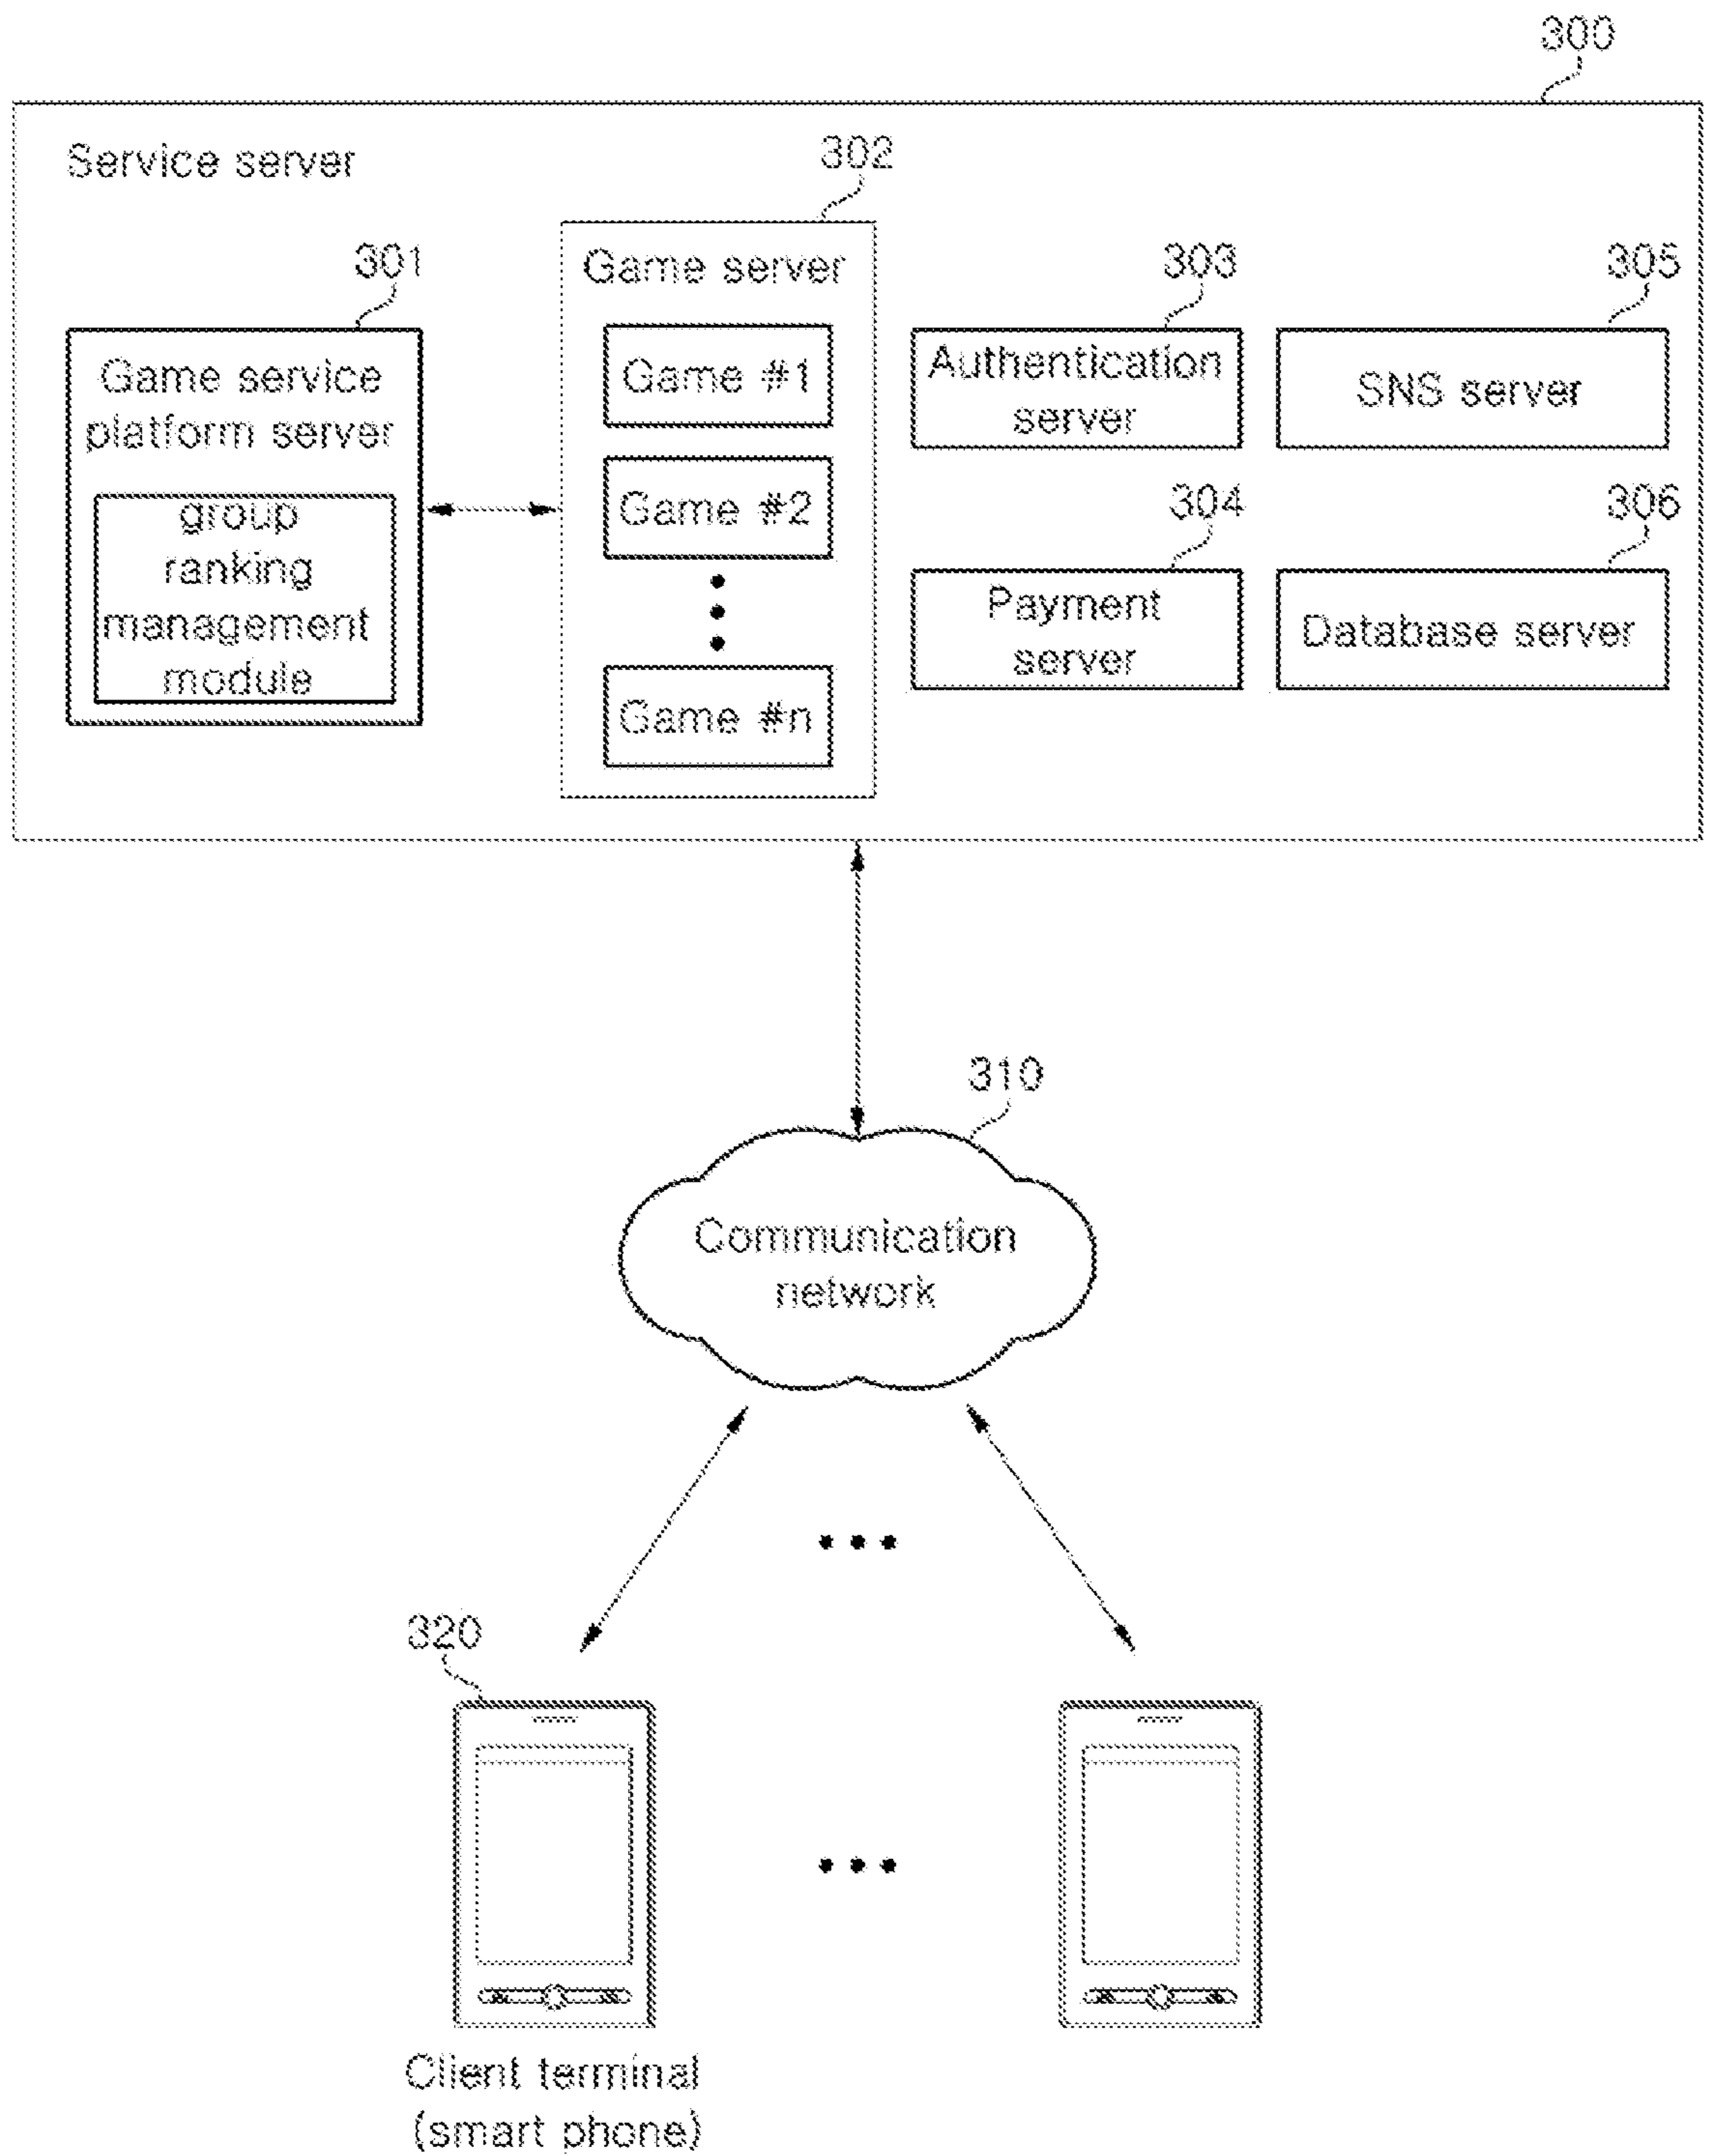 300
Service server
302
301
Game server
303
305
Game service
platform server
group
ranking
management
module
Game #1
Game #2
Game #n
Authentication
server
SNS server
304
306
Payment
server
Database server
310
Communication
network
320
Client terminal
(smart phone)